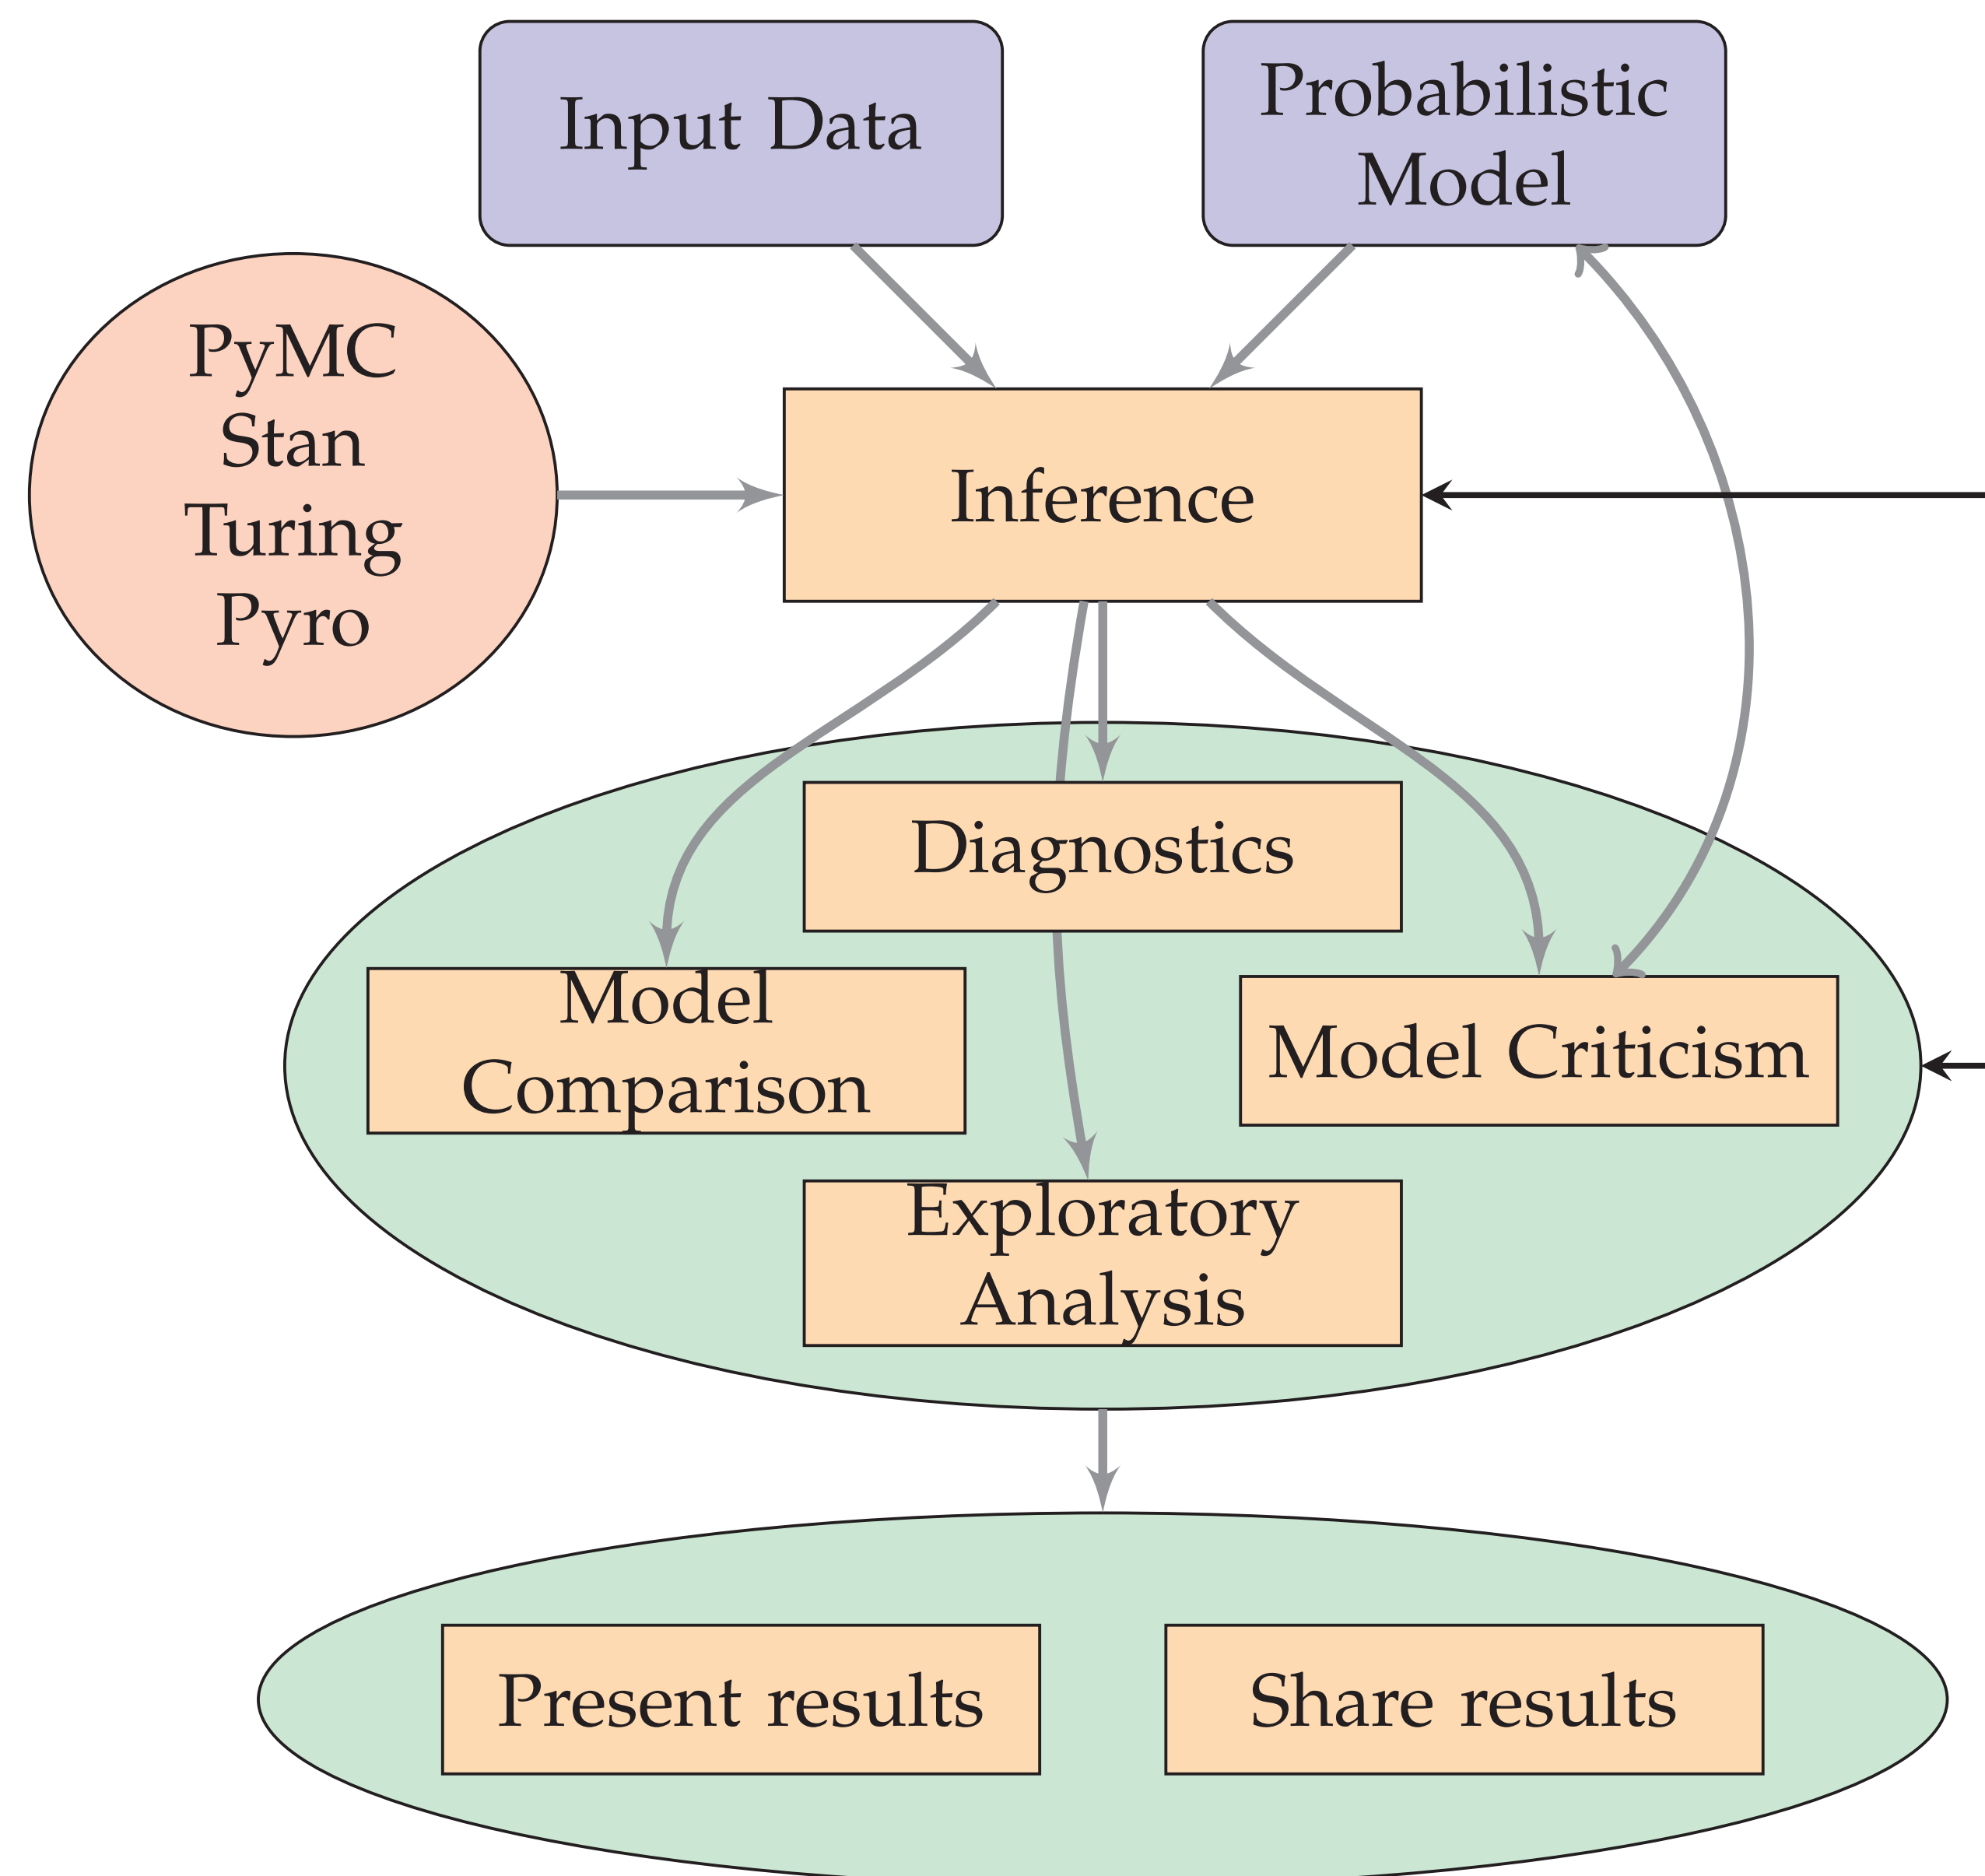 Input Data
Probabilistic
Model
PyMC
Stan
Turing
Pyro
Inference
Diagnostics
Model
Comparison
Model Criticism
Exploratory
Analysis
Present results
Share results